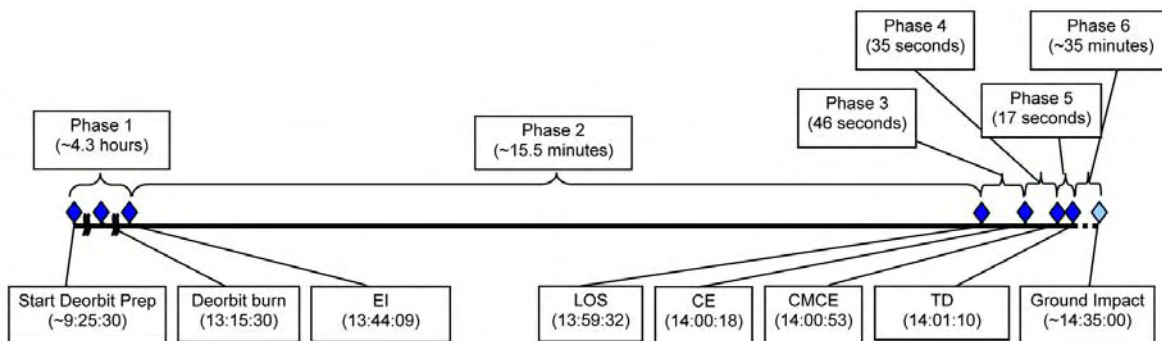 Phase 4
(35 seconds)
Phase 6
(~35 minutes)
Phase 3
(46 seconds)
Phase 5
(17 seconds)
Phase 1
(~4.3 hours)
Phase 2
(~15.5 minutes)
Start Deorbit Prep
(~9:25:30)
Deorbit burn
(13:15:30)
EI
(13:44:09)
LOS
(13:59:32)
CE
(14:00:18)
CMCE
(14:00:53)
TD
(14:01:10)
Ground Impact
(~14:35:00)